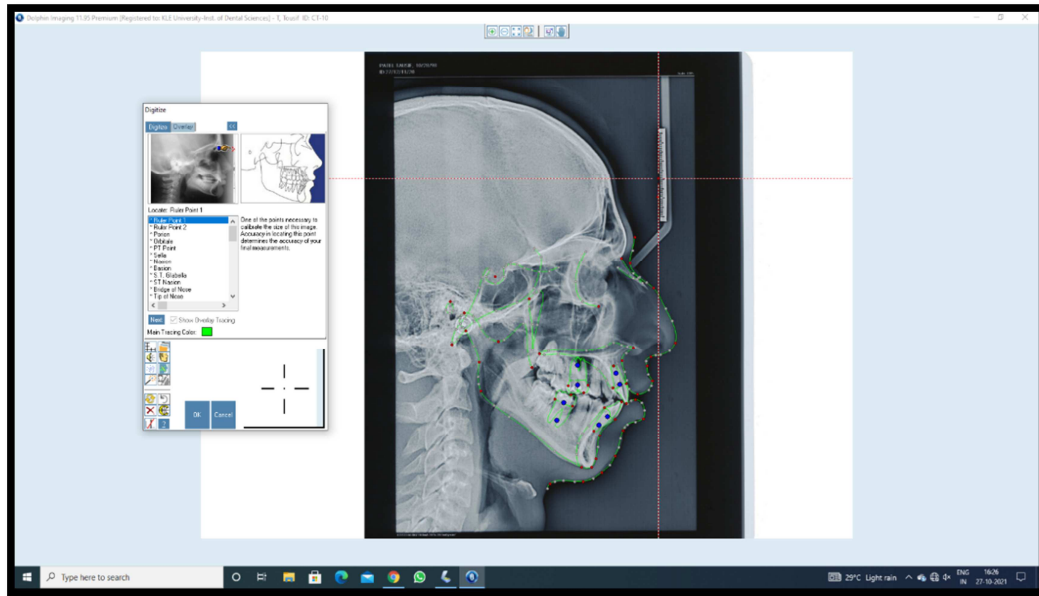 Dolphin Imaging 11.95 Premium [Registered to: KLE University-Inst. of Dental Sciences] - T, Tousif ID: CT-10
Digitize
Digitize Overlay <<
Locate: Ruler Point 1
* Ruler Point 1
* Ruler Point 2
* Porion
* Orbitale
* PT Point
* Sella
* Nasion
* Basion
* S.T. Glabella
* ST Nasion
* Bridge of Nose
* Tip of Nose
One of the points necessary to
calibrate the size of this image.
Accuracy in locating this point
determines the accuracy of your
final measurements.
Next Show Overlay Tracing
Main Tracing Color:
OK Cancel
Type here to search
29°C Light rain
ENG
IN
16:26
27-10-2021